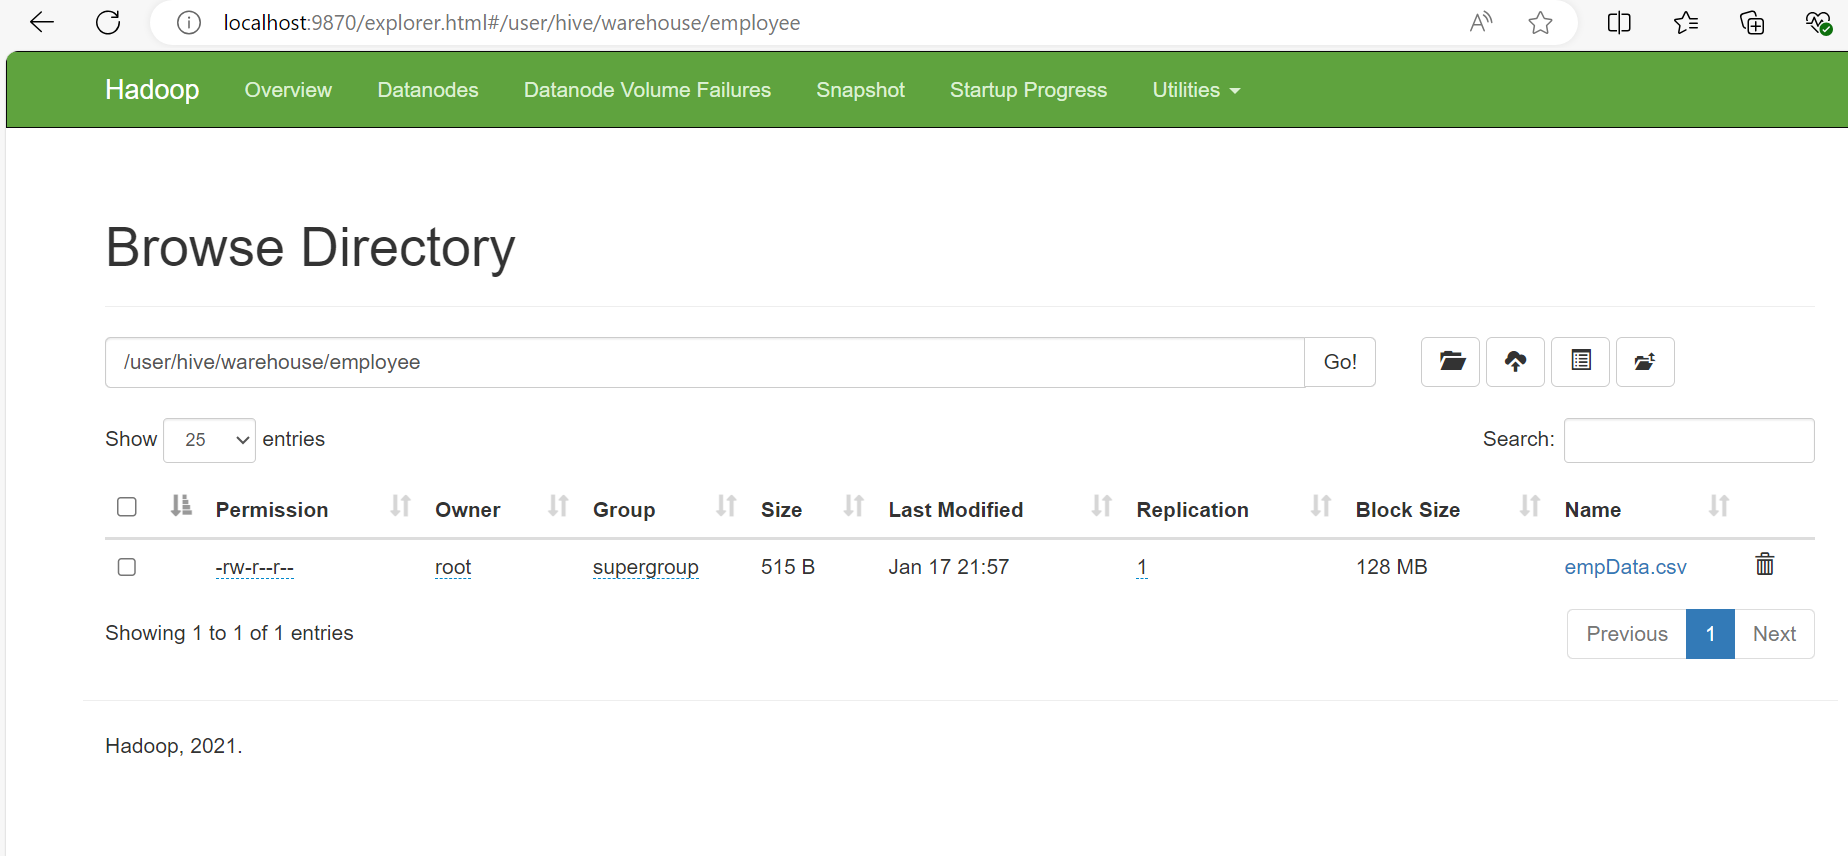 localhost:9870/explorer.html#/user/hive/warehouse/employee
Hadoop Overview Datanodes Datanode Volume Failures Snapshot Startup Progress Utilities
Browse Directory
/user/hive/warehouse/employee Go!
Show 25 entries Search:
Permission Owner Group Size Last Modified Replication Block Size Name
-rw-r--r-- root supergroup 515 B Jan 17 21:57 1 128 MB empData.csv
Showing 1 to 1 of 1 entries Previous 1 Next
Hadoop, 2021.